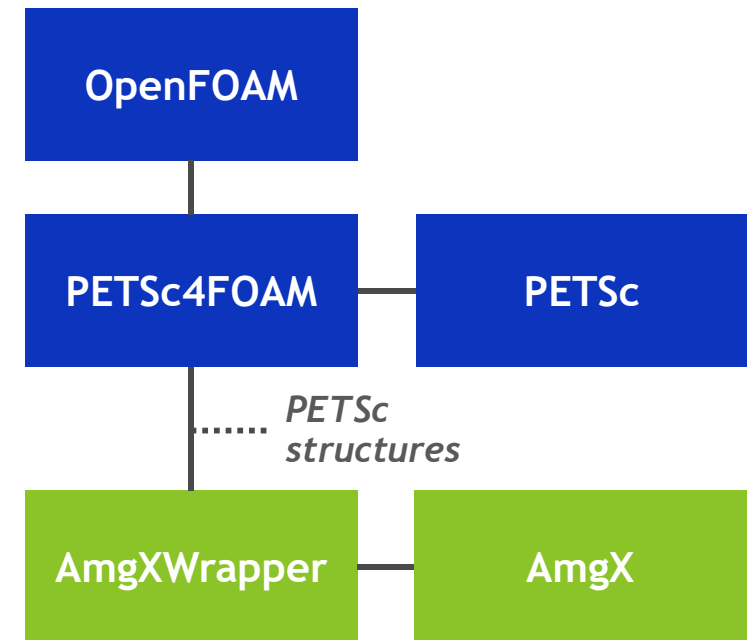 OpenFOAM
PETSc4FOAM
PETSc
PETSc
structures
AmgXWrapper
AmgX